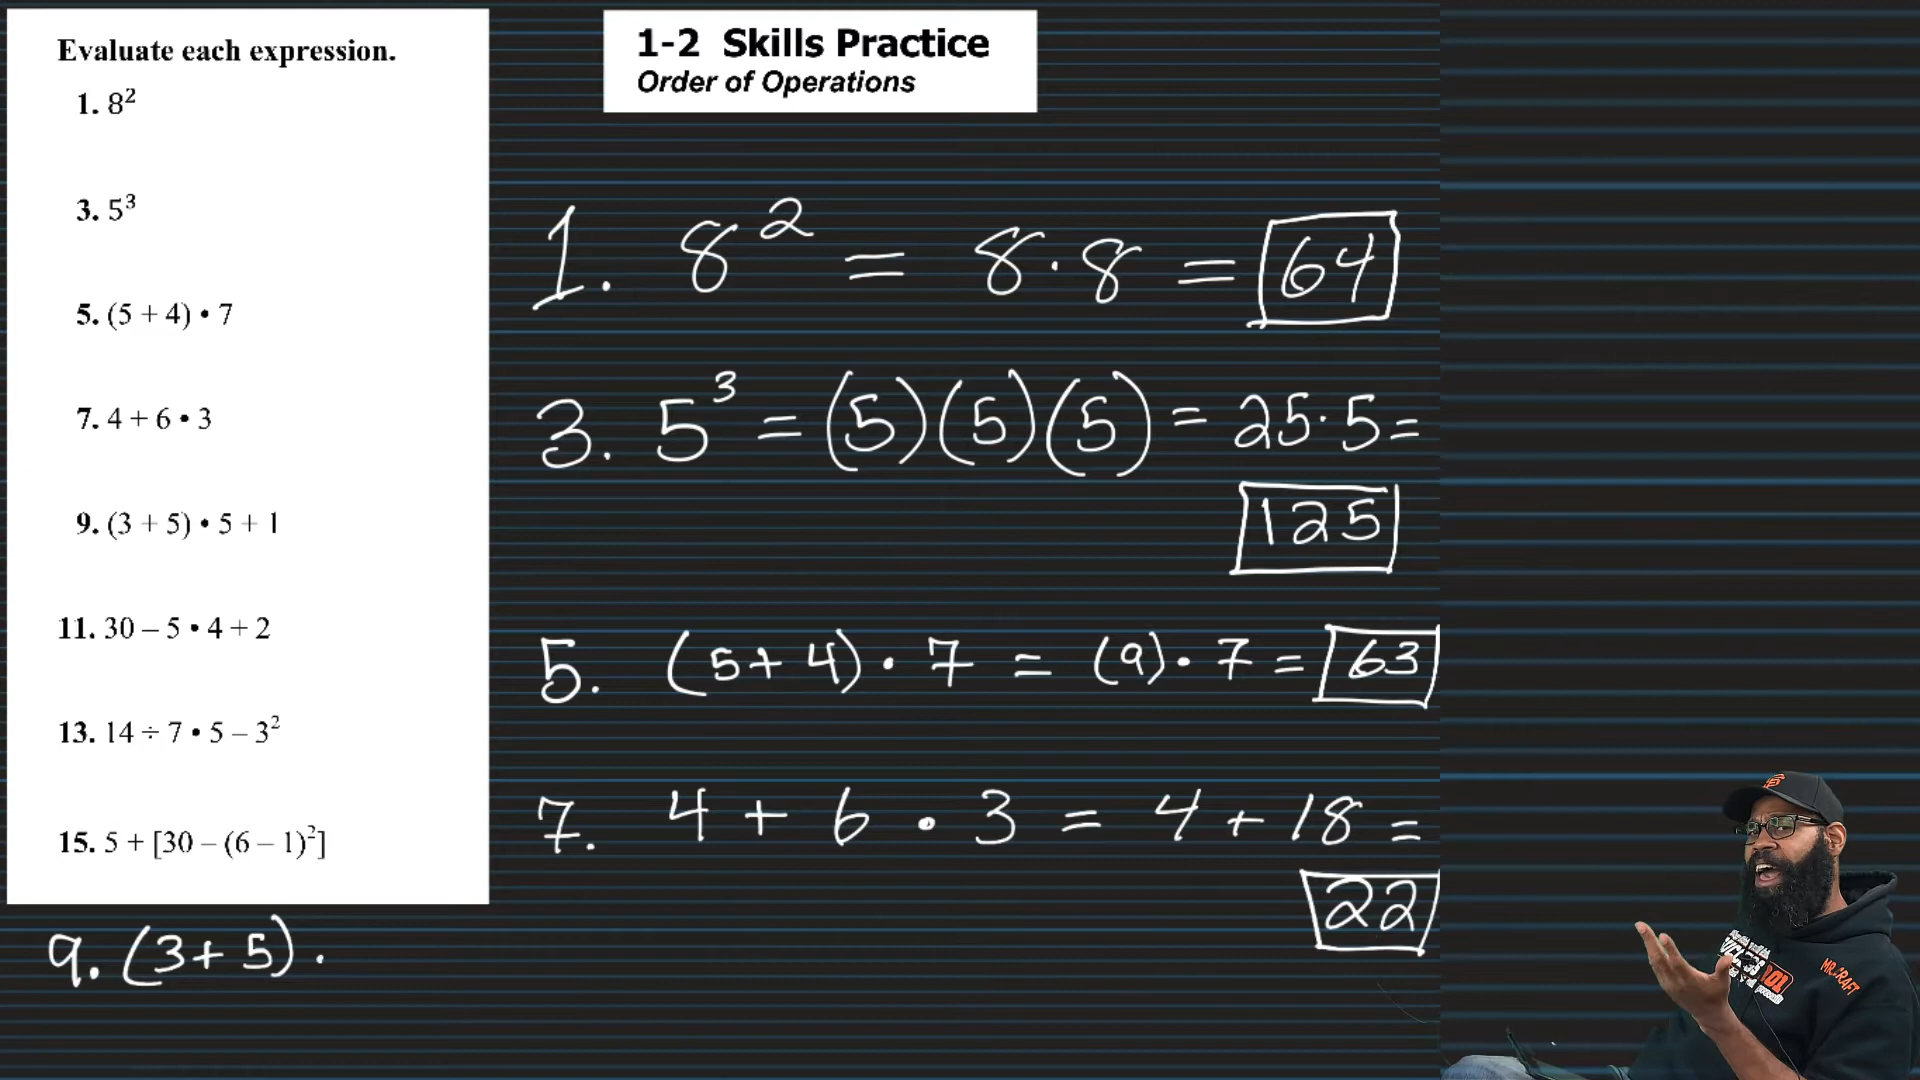 Evaluate each expression.
1. 8²
3. 5³
5. (5 + 4) • 7
7. 4 + 6 • 3
9. (3 + 5) • 5 + 1
11. 30 – 5 • 4 + 2
13. 14 ÷ 7 • 5 – 3²
15. 5 + [30 – (6 – 1)²]
1-2 Skills Practice
Order of Operations
1. 8² = 8·8 = 64
3. 5³ = (5)(5)(5) = 25·5 =
125
5. (5+4)·7 = (9)·7 = 63
7. 4 + 6 · 3 = 4 + 18 =
22
9. (3+5)·
101